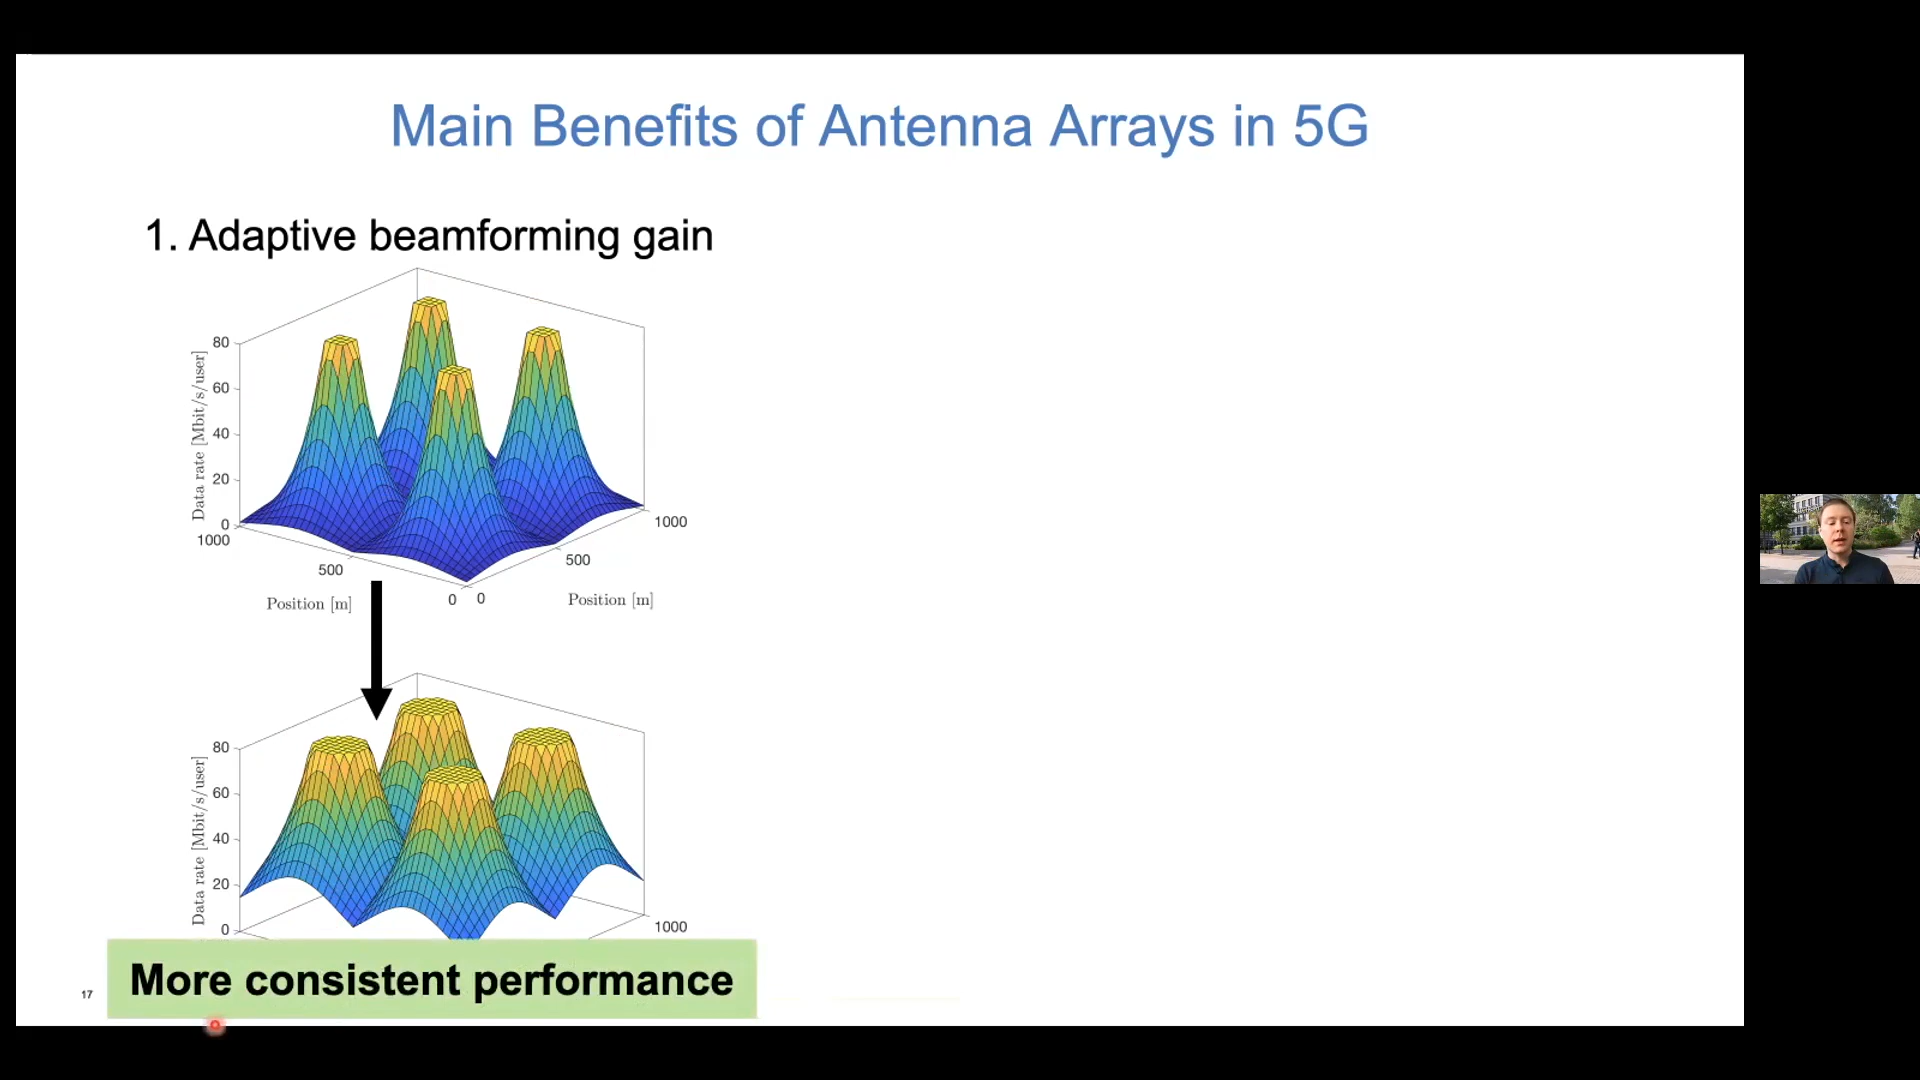 Main Benefits of Antenna Arrays in 5G
1. Adaptive beamforming gain
80
60
40
20
0
Data rate [Mbit/s/user]
1000
500
0
0
500
1000
Position [m]
Position [m]
80
60
40
20
0
Data rate [Mbit/s/user]
1000
More consistent performance
17